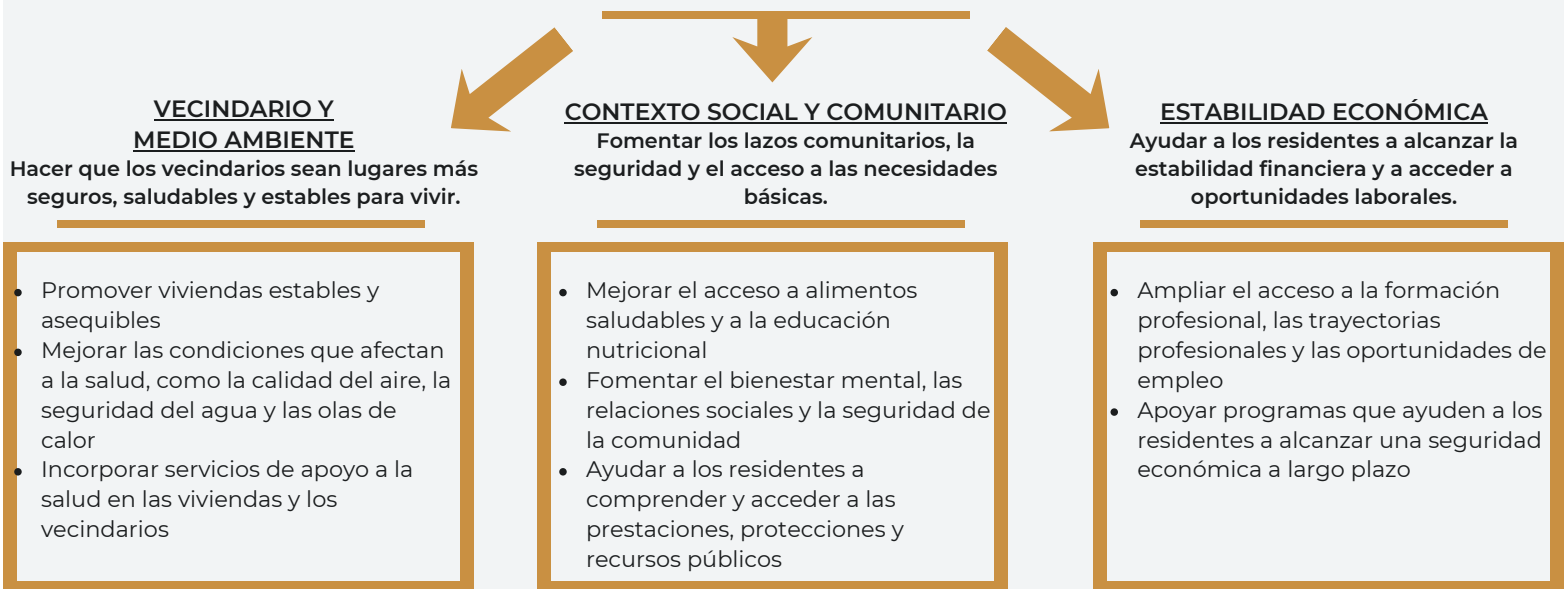 VECINDARIO Y
MEDIO AMBIENTE
Hacer que los vecindarios sean lugares más
seguros, saludables y estables para vivir.
• Promover viviendas estables y
asequibles
• Mejorar las condiciones que afectan
a la salud, como la calidad del aire, la
seguridad del agua y las olas de
calor
• Incorporar servicios de apoyo a la
salud en las viviendas y los
vecindarios
CONTEXTO SOCIAL Y COMUNITARIO
Fomentar los lazos comunitarios, la
seguridad y el acceso a las necesidades
básicas.
• Mejorar el acceso a alimentos
saludables y a la educación
nutricional
• Fomentar el bienestar mental, las
relaciones sociales y la seguridad de
la comunidad
• Ayudar a los residentes a
comprender y acceder a las
prestaciones, protecciones y
recursos públicos
ESTABILIDAD ECONÓMICA
Ayudar a los residentes a alcanzar la
estabilidad financiera y a acceder a
oportunidades laborales.
• Ampliar el acceso a la formación
profesional, las trayectorias
profesionales y las oportunidades de
empleo
• Apoyar programas que ayuden a los
residentes a alcanzar una seguridad
económica a largo plazo